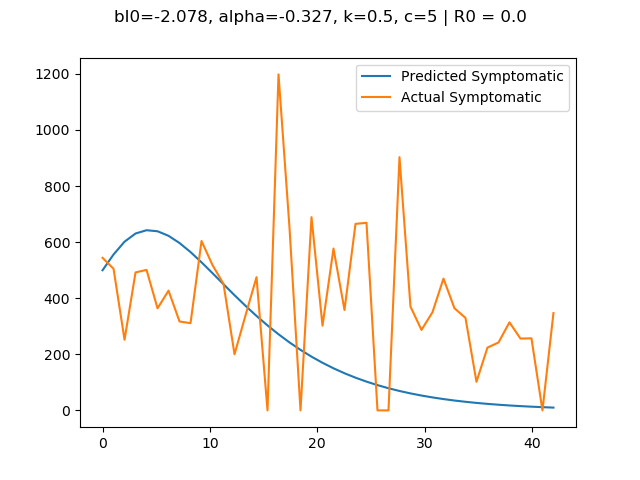 bI0=-2.078, alpha=-0.327, k=0.5, c=5 | R0 = 0.0
Predicted Symptomatic
Actual Symptomatic
1200
1000
800
600
400
200
0
0 10 20 30 40